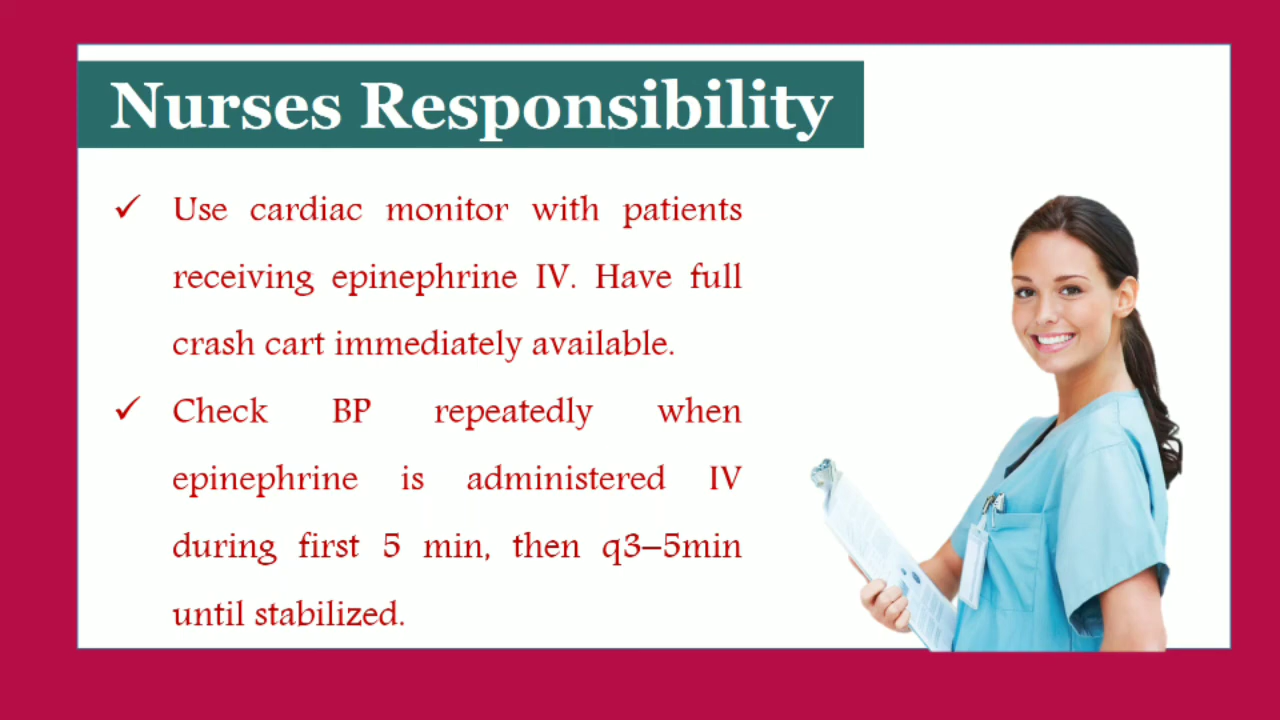 Nurses Responsibility
✓ Use cardiac monitor with patients
receiving epinephrine IV. Have full
crash cart immediately available.
✓ Check BP repeatedly when
epinephrine is administered IV
during first 5 min, then q3–5min
until stabilized.